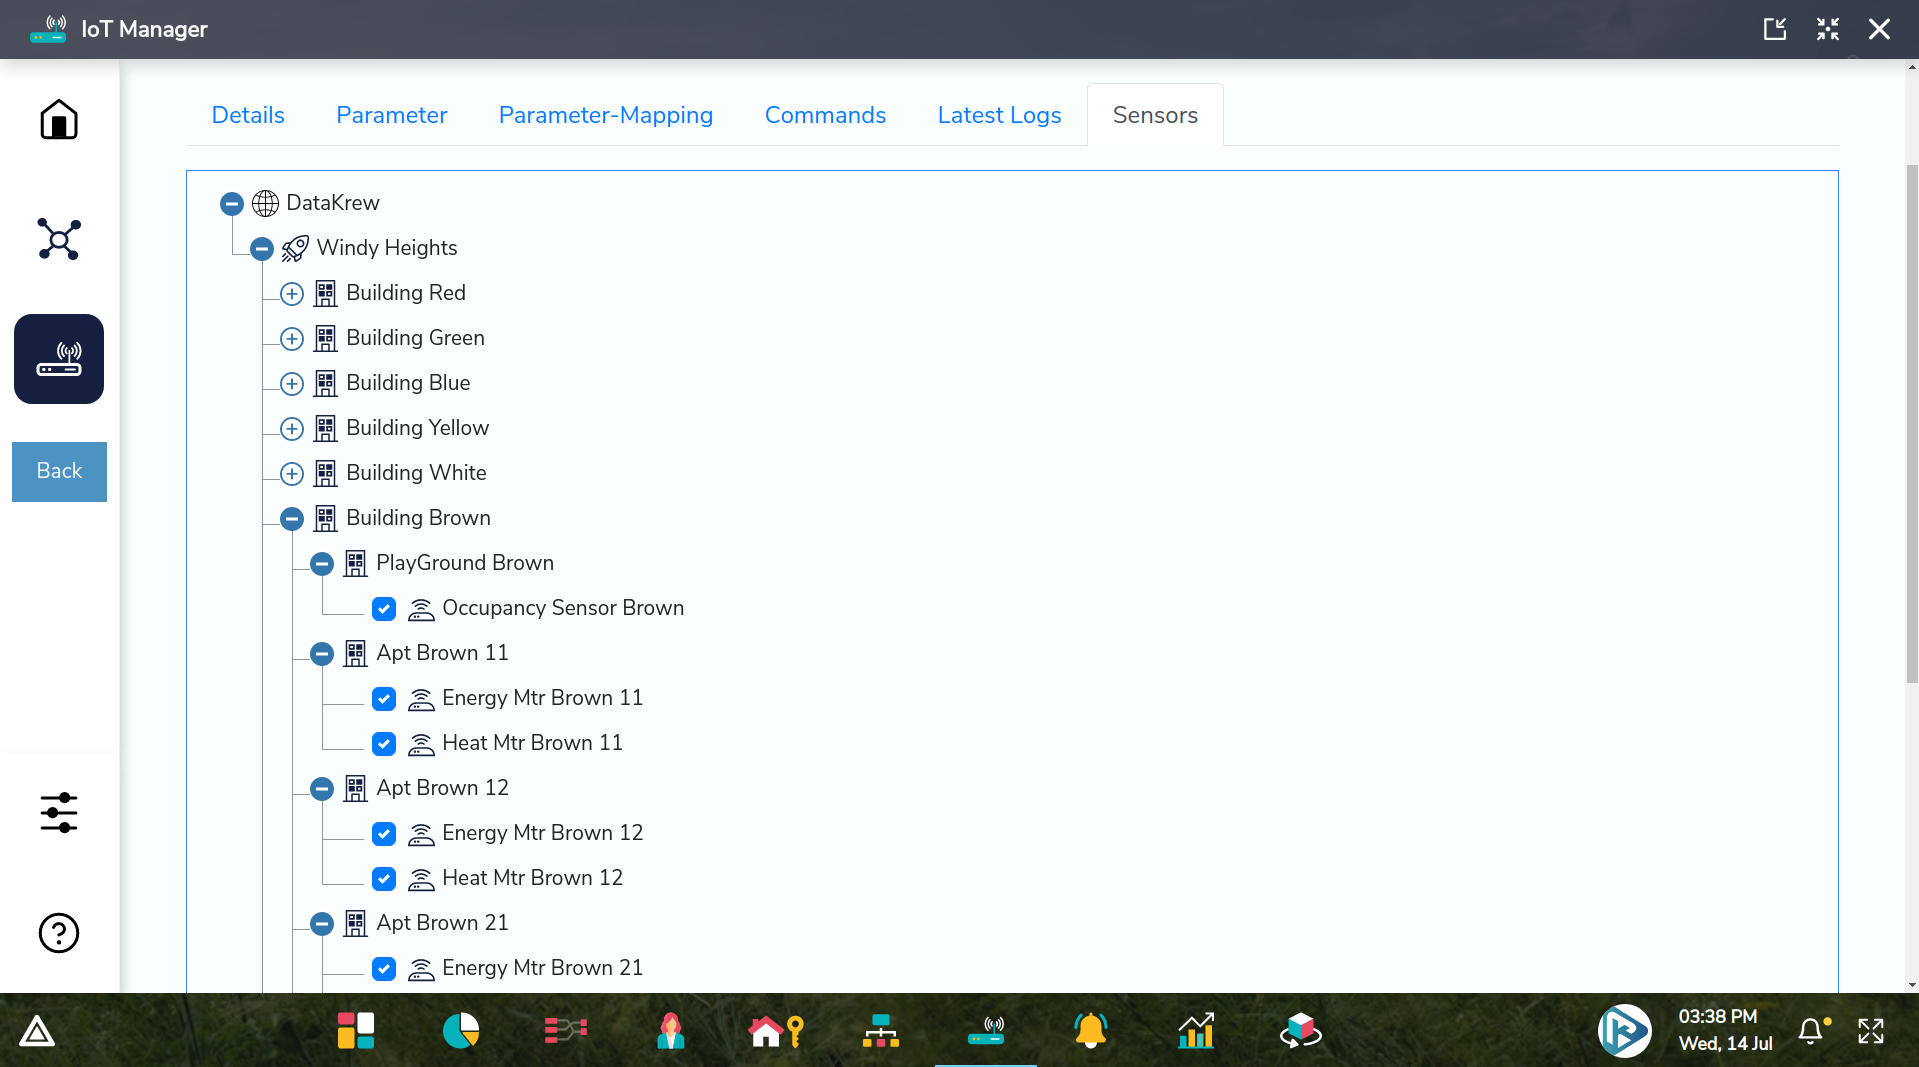 IoT Manager
Details Parameter Parameter-Mapping Commands Latest Logs Sensors
DataKrew
Windy Heights
Building Red
Building Green
Building Blue
Building Yellow
Building White
Building Brown
PlayGround Brown
Occupancy Sensor Brown
Apt Brown 11
Energy Mtr Brown 11
Heat Mtr Brown 11
Apt Brown 12
Energy Mtr Brown 12
Heat Mtr Brown 12
Apt Brown 21
Energy Mtr Brown 21
Back
03:38 PM
Wed, 14 Jul